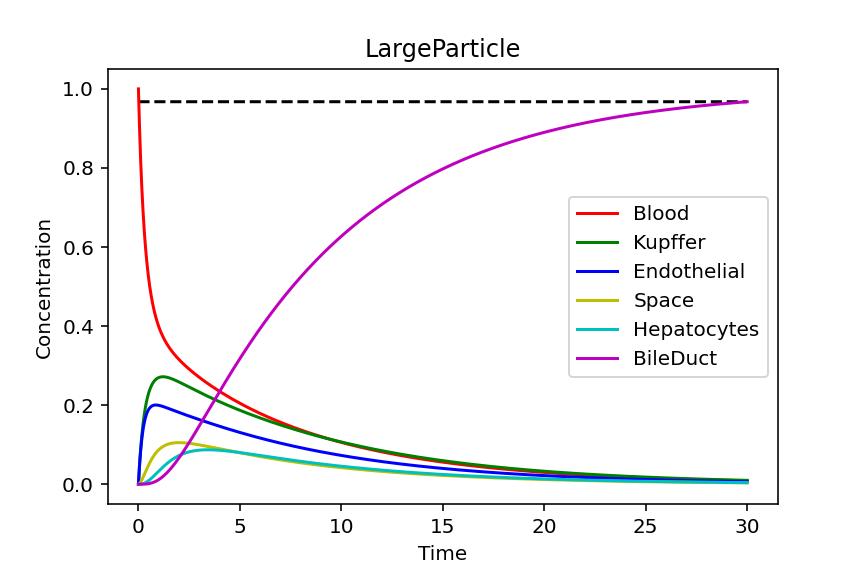 LargeParticle
Concentration
1.0
0.8
0.6
0.4
0.2
0.0
Blood
Kupffer
Endothelial
Space
Hepatocytes
BileDuct
0 5 10 15 20 25 30
Time